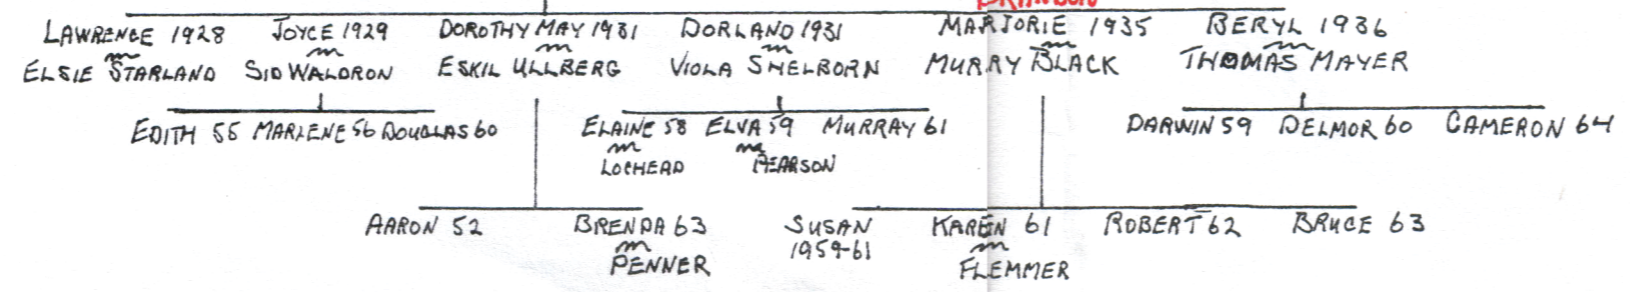 LAWRENCE 1928 JOYCE 1929 DOROTHY MAY 1931 DORLAND 1931 MARJORIE 1935 BERYL 1936
m m m m m m
ELSIE STARLAND SID WALDRON ESKIL ULLBERG VIOLA SHELBORN MURRY BLACK THOMAS MAYER
EDITH 55 MARLENE 56 DOUGLAS 60 ELAINE 58 ELVA 59 MURRAY 61 DARWIN 59 DELMOR 60 CAMERON 64
m m
LOCHEAD PEARSON
AARON 52 BRENDA 63 SUSAN KAREN 61 ROBERT 62 BRUCE 63
m 1959-61 m
PENNER FLEMMER